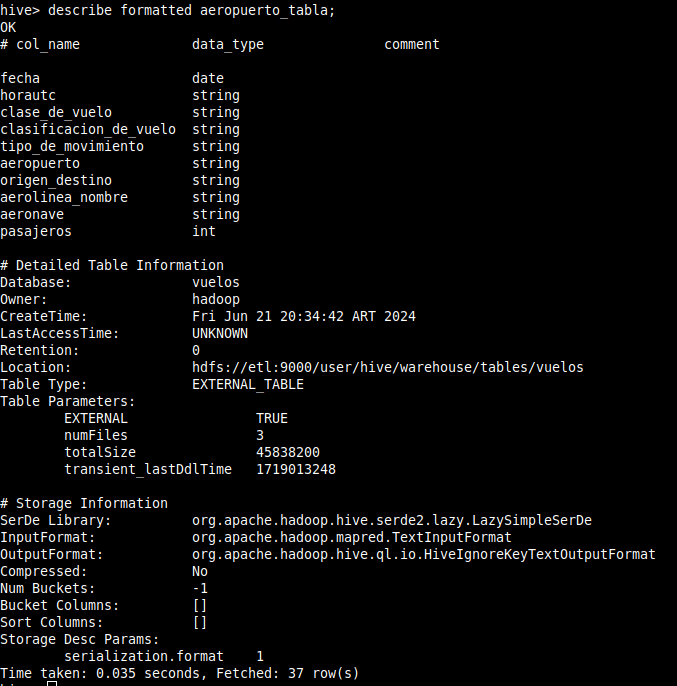 hive> describe formatted aeropuerto_tabla;
OK
# col_name              data_type               comment

fecha                   date
horautc                 string
clase_de_vuelo          string
clasificacion_de_vuelo  string
tipo_de_movimiento      string
aeropuerto              string
origen_destino          string
aerolinea_nombre        string
aeronave                string
pasajeros               int

# Detailed Table Information
Database:               vuelos
Owner:                  hadoop
CreateTime:             Fri Jun 21 20:34:42 ART 2024
LastAccessTime:         UNKNOWN
Retention:              0
Location:               hdfs://etl:9000/user/hive/warehouse/tables/vuelos
Table Type:             EXTERNAL_TABLE
Table Parameters:
        EXTERNAL                TRUE
        numFiles                3
        totalSize               45838200
        transient_lastDdlTime   1719013248

# Storage Information
SerDe Library:          org.apache.hadoop.hive.serde2.lazy.LazySimpleSerDe
InputFormat:            org.apache.hadoop.mapred.TextInputFormat
OutputFormat:           org.apache.hadoop.hive.ql.io.HiveIgnoreKeyTextOutputFormat
Compressed:             No
Num Buckets:            -1
Bucket Columns:         []
Sort Columns:           []
Storage Desc Params:
        serialization.format    1
Time taken: 0.035 seconds, Fetched: 37 row(s)